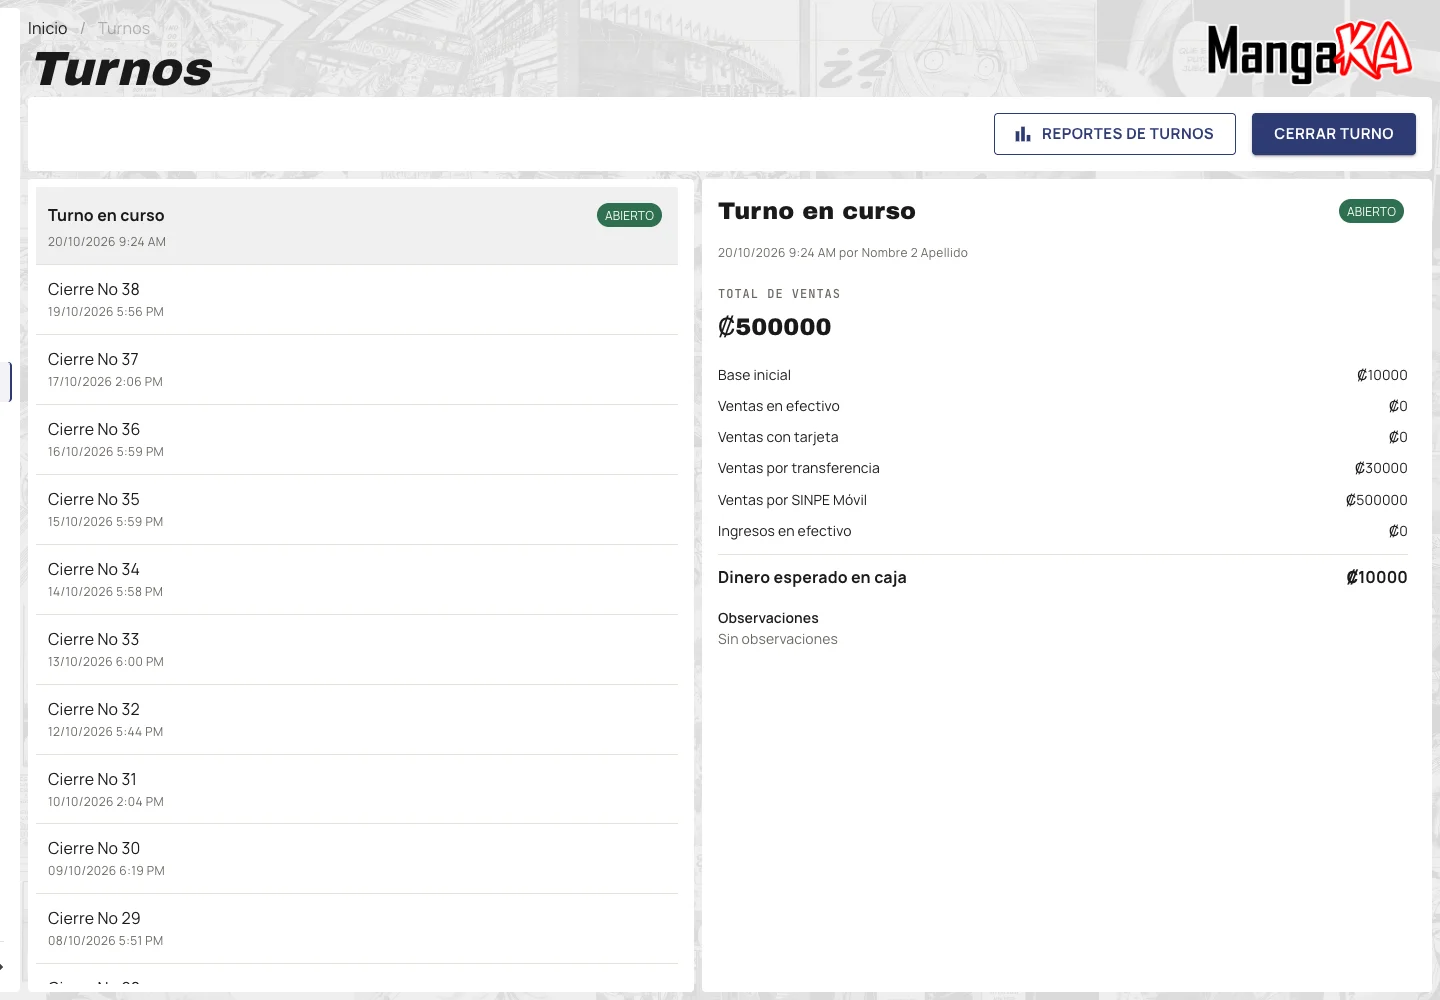 Inicio / Turnos
Turnos
MangaKA
REPORTES DE TURNOS
CERRAR TURNO
Turno en curso
ABIERTO
20/10/2026 9:24 AM
Cierre No 38
19/10/2026 5:56 PM
Cierre No 37
17/10/2026 2:06 PM
Cierre No 36
16/10/2026 5:59 PM
Cierre No 35
15/10/2026 5:59 PM
Cierre No 34
14/10/2026 5:58 PM
Cierre No 33
13/10/2026 6:00 PM
Cierre No 32
12/10/2026 5:44 PM
Cierre No 31
10/10/2026 2:04 PM
Cierre No 30
09/10/2026 6:19 PM
Cierre No 29
08/10/2026 5:51 PM
Turno en curso
ABIERTO
20/10/2026 9:24 AM por Nombre 2 Apellido
TOTAL DE VENTAS
₡500000
Base inicial ₡10000
Ventas en efectivo ₡0
Ventas con tarjeta ₡0
Ventas por transferencia ₡30000
Ventas por SINPE Móvil ₡500000
Ingresos en efectivo ₡0
Dinero esperado en caja ₡10000
Observaciones
Sin observaciones